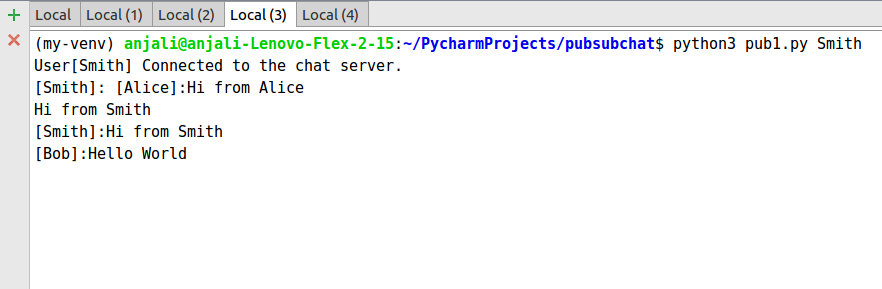 Local Local (1) Local (2) Local (3) Local (4)
(my-venv) anjali@anjali-Lenovo-Flex-2-15:~/PycharmProjects/pubsubchat$ python3 pub1.py Smith
User[Smith] Connected to the chat server.
[Smith]: [Alice]:Hi from Alice
Hi from Smith
[Smith]:Hi from Smith
[Bob]:Hello World